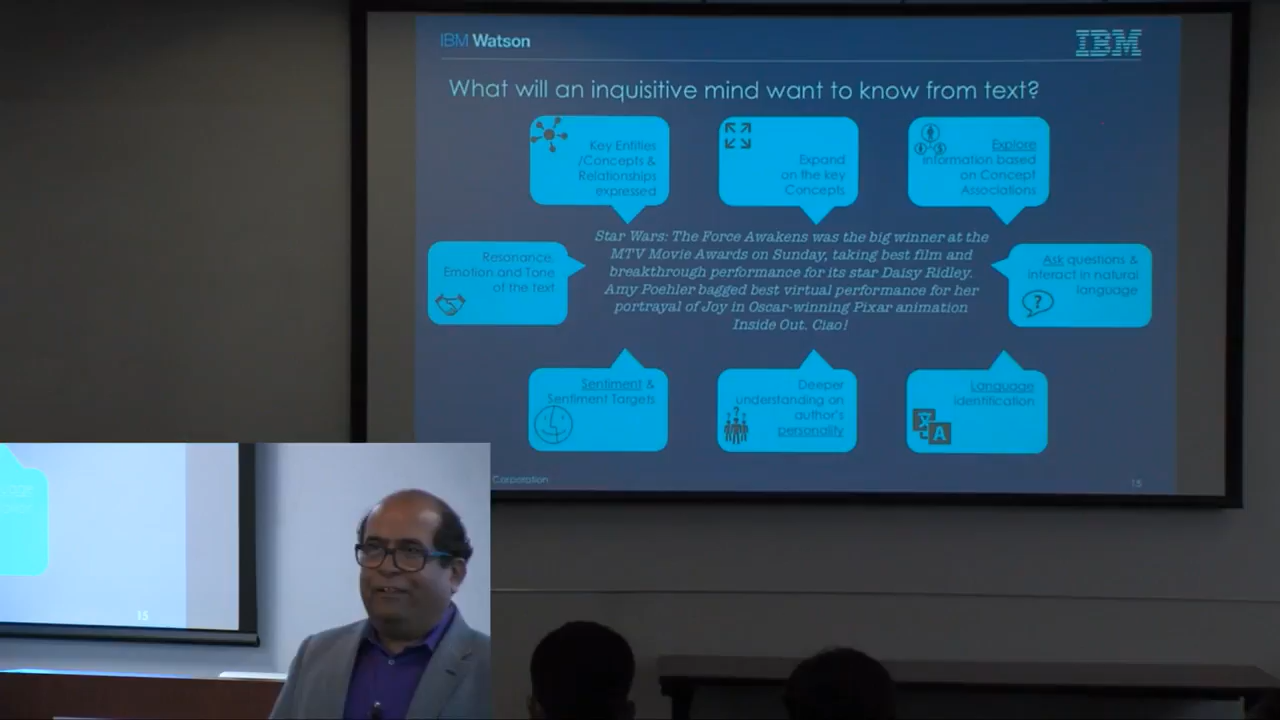 IBM Watson
IBM
What will an inquisitive mind want to know from text?
Key Entities
/Concepts &
Relationships
expressed
Expand
on the key
Concepts
Explore
information based
on Concept
Associations
Resonance,
Emotion and Tone
of the text
Star Wars: The Force Awakens was the big winner at the
MTV Movie Awards on Sunday, taking best film and
breakthrough performance for its star Daisy Ridley.
Amy Poehler bagged best virtual performance for her
portrayal of Joy in Oscar-winning Pixar animation
Inside Out. Ciao!
Ask questions &
interact in natural
language
?
Sentiment &
Sentiment Targets
Deeper
understanding on
author's
personality
Language
identification
A
Corporation
15
15